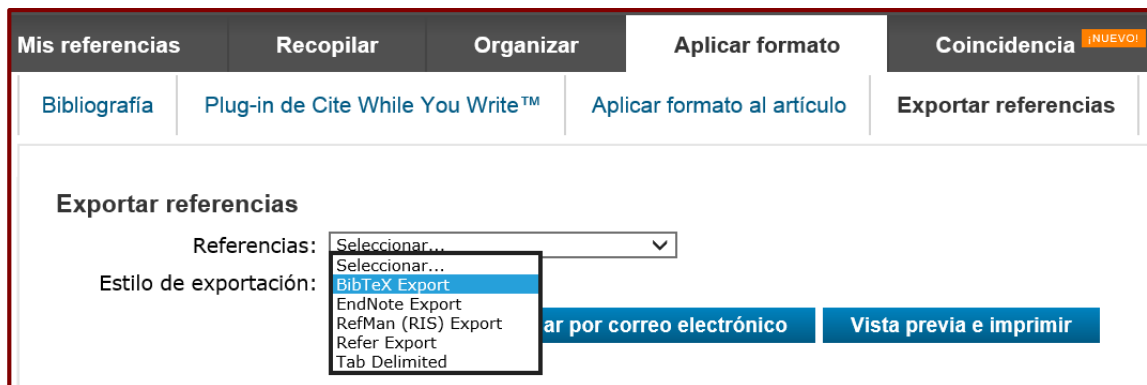 Mis referencias Recopilar Organizar Aplicar formato Coincidencia ¡NUEVO!
Bibliografía Plug-in de Cite While You Write™ Aplicar formato al artículo Exportar referencias
Exportar referencias
Referencias: Seleccionar...
Seleccionar...
Estilo de exportación: BibTeX Export
EndNote Export
RefMan (RIS) Export
ar por correo electrónico Vista previa e imprimir
Refer Export
Tab Delimited